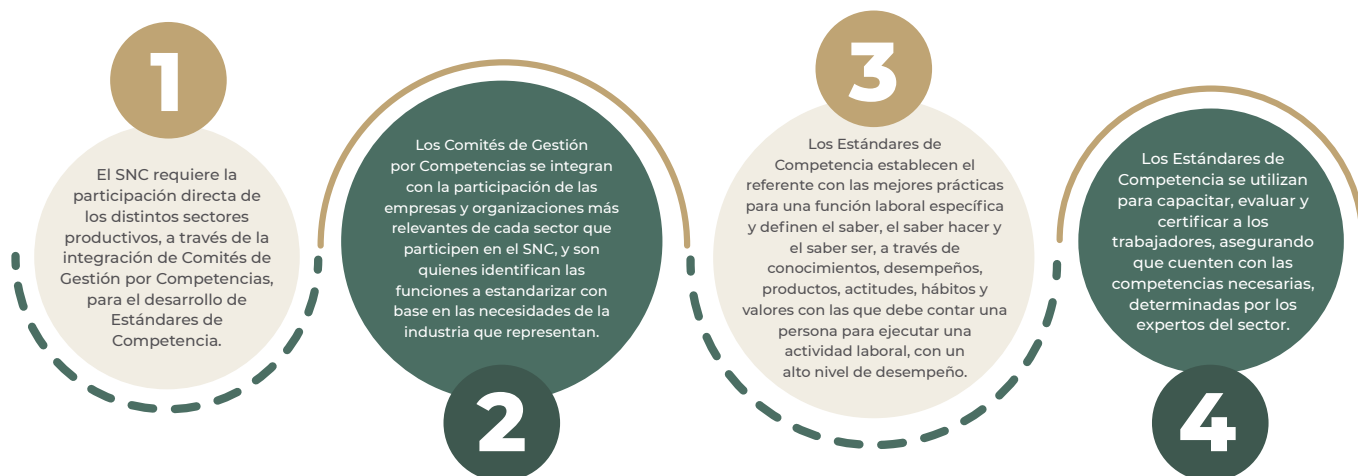 1
El SNC requiere la
participación directa de
los distintos sectores
productivos, a través de la
integración de Comités de
Gestión por Competencias,
para el desarrollo de
Estándares de
Competencia.
Los Comités de Gestión
por Competencias se integran
con la participación de las
empresas y organizaciones más
relevantes de cada sector que
participen en el SNC, y son
quienes identifican las
funciones a estandarizar con
base en las necesidades de la
industria que representan.
2
3
Los Estándares de
Competencia establecen el
referente con las mejores prácticas
para una función laboral específica
y definen el saber, el saber hacer y
el saber ser, a través de
conocimientos, desempeños,
productos, actitudes, hábitos y
valores con las que debe contar una
persona para ejecutar una
actividad laboral, con un
alto nivel de desempeño.
Los Estándares de
Competencia se utilizan
para capacitar, evaluar y
certificar a los
trabajadores, asegurando
que cuenten con las
competencias necesarias,
determinadas por los
expertos del sector.
4